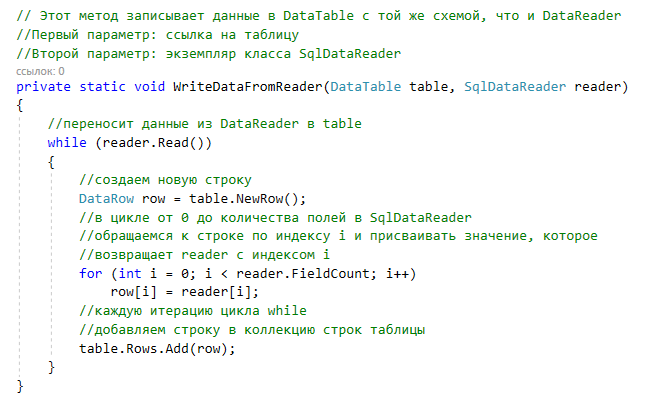 // Этот метод записывает данные в DataTable с той же схемой, что и DataReader
//Первый параметр: ссылка на таблицу
//Второй параметр: экземпляр класса SqlDataReader
ссылок: 0
private static void WriteDataFromReader(DataTable table, SqlDataReader reader)
{
    //переносит данные из DataReader в table
    while (reader.Read())
    {
        //создаем новую строку
        DataRow row = table.NewRow();
        //в цикле от 0 до количества полей в SqlDataReader
        //обращаемся к строке по индексу i и присваивать значение, которое
        //возвращает reader с индексом i
        for (int i = 0; i < reader.FieldCount; i++)
            row[i] = reader[i];
        //каждую итерацию цикла while
        //добавляем строку в коллекцию строк таблицы
        table.Rows.Add(row);
    }
}